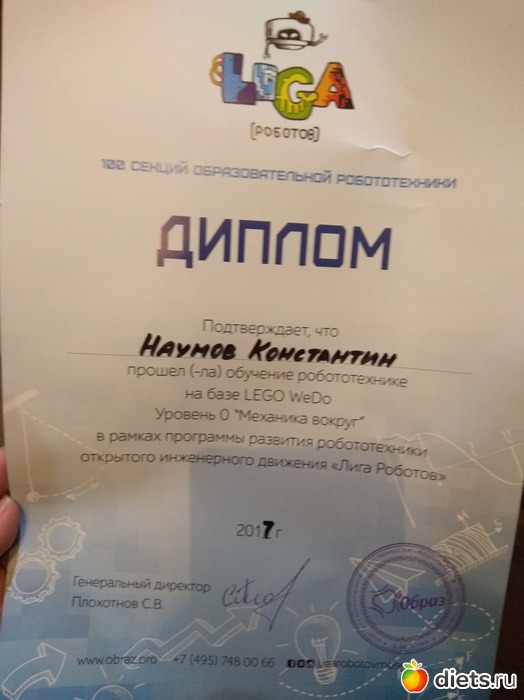 LIGA
[РОБОТОВ]
100 СЕКЦИЙ ОБРАЗОВАТЕЛЬНОЙ РОБОТОТЕХНИКИ
ДИПЛОМ
Подтверждает, что
Наумов Константин
прошел (-ла) обучение робототехнике
на базе LEGO WeDo
Уровень 0 "Механика вокруг"
в рамках программы развития робототехники
открытого инженерного движения «Лига Роботов»
2017 г
Генеральный директор
Плохотнов С.В.
Образ
www.obraz.pro +7 (495) 748 00 66
diets.ru